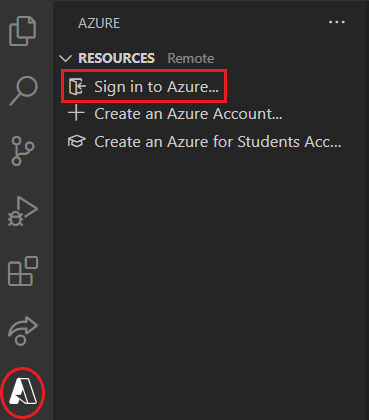 AZURE
RESOURCES Remote
Sign in to Azure...
Create an Azure Account...
Create an Azure for Students Acc...